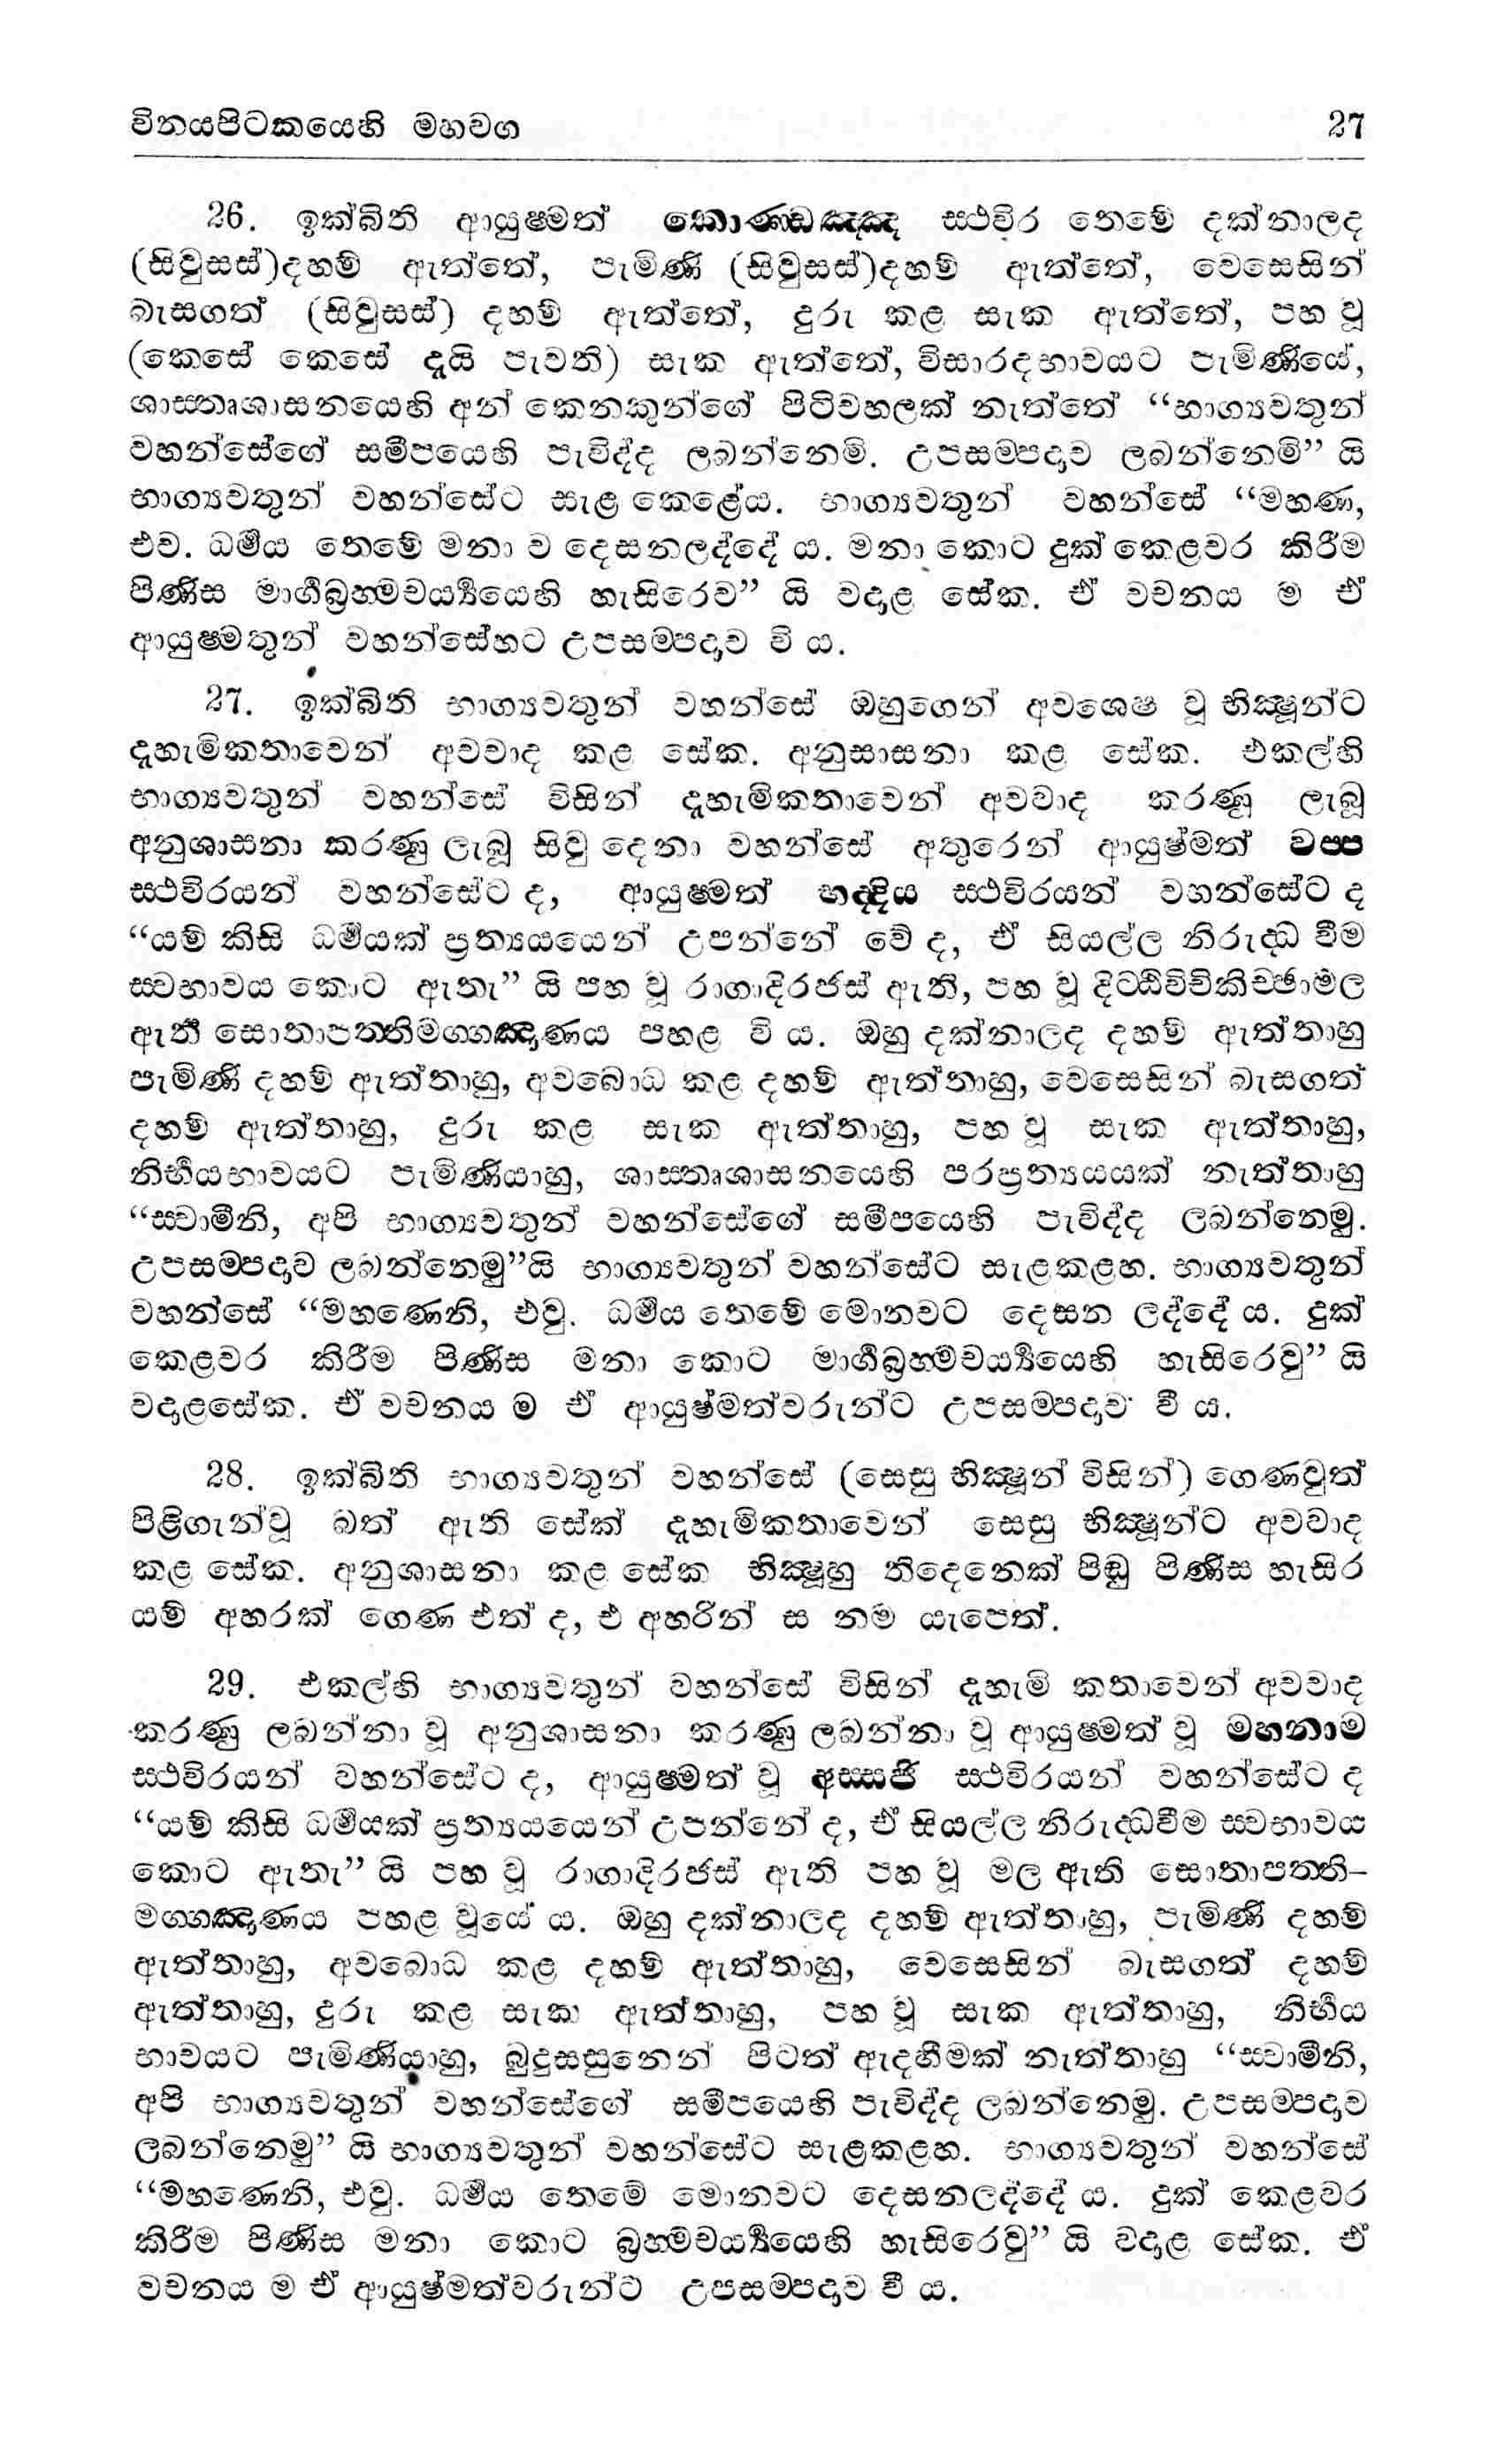 විනයපිටකයෙහි මහවග 27
26. ඉක්බිති ආයුෂ්මත් කොණ්ඩඤ්ඤ ස්ථවිර තෙමේ දක්නාලද
(සිවුසස්)දහම් ඇත්තේ, පැමිණි (සිවුසස්)දහම් ඇත්තේ, වෙසෙසින්
බැසගත් (සිවුසස්) දහම් ඇත්තේ, දුරු කළ සැක ඇත්තේ, පහ වූ
(කෙසේ කෙසේ දැයි පැවති) සැක ඇත්තේ, විසාරදභාවයට පැමිණියේ,
ශාස්තෘශාසනයෙහි අන් කෙනකුන්ගේ පිටිවහලක් නැත්තේ “භාග්‍යවතුන්
වහන්සේගේ සමීපයෙහි පැවිද්ද ලබන්නෙමි. උපසම්පදාව ලබන්නෙමි” යි
භාග්‍යවතුන් වහන්සේට සැළ කෙළේය. භාග්‍යවතුන් වහන්සේ “මහණ,
එව. ධර්‍මය තෙමේ මනා ව දෙසනලද්දේ ය. මනා කොට දුක් කෙළවර කිරීම
පිණිස මාර්‍ගබ්‍රහ්මචර්‍ය්‍යයෙහි හැසිරෙව” යි වදාළ සේක. ඒ වචනය ම ඒ
ආයුෂ්මතුන් වහන්සේහට උපසම්පදාව වි ය.
27. ඉක්බිති භාග්‍යවතුන් වහන්සේ ඔහුගෙන් අවශෙෂ වූ භික්‍ෂූන්ට
දැහැමිකතාවෙන් අවවාද කළ සේක. අනුසාසනා කළ සේක. එකල්හි
භාග්‍යවතුන් වහන්සේ විසින් දැහැමිකතාවෙන් අවවාද කරණු ලැබූ
අනුශාසනා කරණු ලැබූ සිවු දෙනා වහන්සේ අතුරෙන් ආයුෂ්මත් වප්ප
ස්ථවිරයන් වහන්සේට ද, ආයුෂ්මත් භද්දිය ස්ථවිරයන් වහන්සේට ද
“යම් කිසි ධර්‍මයක් ප්‍රත්‍යයයෙන් උපන්නේ වේ ද, ඒ සියල්ල නිරුද්ධ වීම
ස්වභාවය කොට ඇතැ” යි පහ වූ රාගාදිරජස් ඇති, පහ වූ දිට්ඨිවිචිකිච්ඡාමල
ඇති සොතාපත්තිමග්ගඤාණය පහළ වි ය. ඔහු දක්නාලද දහම් ඇත්තාහු
පැමිණි දහම් ඇත්තාහු, අවබොධ කළ දහම් ඇත්තාහු, වෙසෙසින් බැසගත්
දහම් ඇත්තාහු, දුරු කළ සැක ඇත්තාහු, පහ වූ සැක ඇත්තාහු,
නිර්‍භයභාවයට පැමිණියාහු, ශාස්තෘශාසනයෙහි පරප්‍රත්‍යයයක් නැත්තාහු
“ස්වාමීනි, අපි භාග්‍යවතුන් වහන්සේගේ සමීපයෙහි පැවිද්ද ලබන්නෙමු.
උපසම්පදාව ලබන්නෙමු”යි භාග්‍යවතුන් වහන්සේට සැළකළහ. භාග්‍යවතුන්
වහන්සේ “මහණෙනි, එවු. ධර්‍මය තෙමේ මොනවට දෙසන ලද්දේ ය. දුක්
කෙළවර කිරීම පිණිස මනා කොට මාර්‍ගබ්‍රහ්මචර්‍ය්‍යයෙහි හැසිරෙවු” යි
වදාළසේක. ඒ වචනය ම ඒ ආයුෂ්මත්වරුන්ට උපසම්පදාව වී ය.
28. ඉක්බිති භාග්‍යවතුන් වහන්සේ (සෙසු භික්‍ෂූන් විසින්) ගෙණවුත්
පිළිගැන්වූ බත් ඇති සේක් දැහැමිකතාවෙන් සෙසු භික්‍ෂූන්ට අවවාද
කළ සේක. අනුශාසනා කළ සේක භික්‍ෂූහු තිදෙනෙක් පිඬු පිණිස හැසිර
යම් අහරක් ගෙණ එත් ද, එ අහරින් ස නම යැපෙත්.
29. එකල්හි භාග්‍යවතුන් වහන්සේ විසින් දැහැමි කතාවෙන් අවවාද
කරණු ලබන්නා වූ අනුශාසනා කරණු ලබන්නා වූ ආයුෂ්මත් වූ මහනාම
ස්ථවිරයන් වහන්සේට ද, ආයුෂ්මත් වූ අස්සජි ස්ථවිරයන් වහන්සේට ද
“යම් කිසි ධර්‍මයක් ප්‍රත්‍යයයෙන් උපන්නේ ද, ඒ සියල්ල නිරුද්ධවීම ස්වභාවය
කොට ඇතැ” යි පහ වූ රාගාදිරජස් ඇති පහ වූ මල ඇති සොතාපත්ති-
මග්ගඤාණය පහළ වූයේ ය. ඔහු දක්නාලද දහම් ඇත්තාහු, පැමිණි දහම්
ඇත්තාහු, අවබොධ කළ දහම් ඇත්තාහු, වෙසෙසින් බැසගත් දහම්
ඇත්තාහු, දුරු කළ සැක ඇත්තාහු, පහ වූ සැක ඇත්තාහු, නිර්‍භය
භාවයට පැමිණියාහු, බුදුසසුනෙන් පිටත් ඇදහීමක් නැත්තාහු “ස්වාමීනි,
අපි භාග්‍යවතුන් වහන්සේගේ සමීපයෙහි පැවිද්ද ලබන්නෙමු. උපසම්පදාව
ලබන්නෙමු” යි භාග්‍යවතුන් වහන්සේට සැළකළහ. භාග්‍යවතුන් වහන්සේ
“මහණෙනි, එවු. ධර්‍මය තෙමේ මොනවට දෙසනලද්දේ ය. දුක් කෙළවර
කිරීම පිණිස මනා කොට බ්‍රහ්මචර්‍ය්‍යයෙහි හැසිරෙවු” යි වදාළ සේක. ඒ
වචනය ම ඒ ආයුෂ්මත්වරුන්ට උපසම්පදාව වී ය.